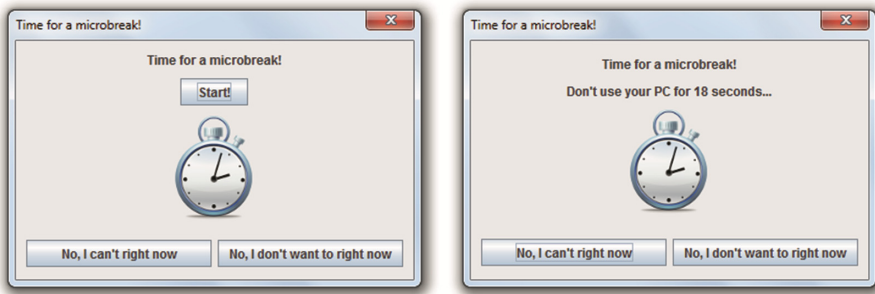 Time for a microbreak!
Time for a microbreak!
Start!
No, I can't right now
No, I don't want to right now
Time for a microbreak!
Time for a microbreak!
Don't use your PC for 18 seconds...
No, I can't right now
No, I don't want to right now